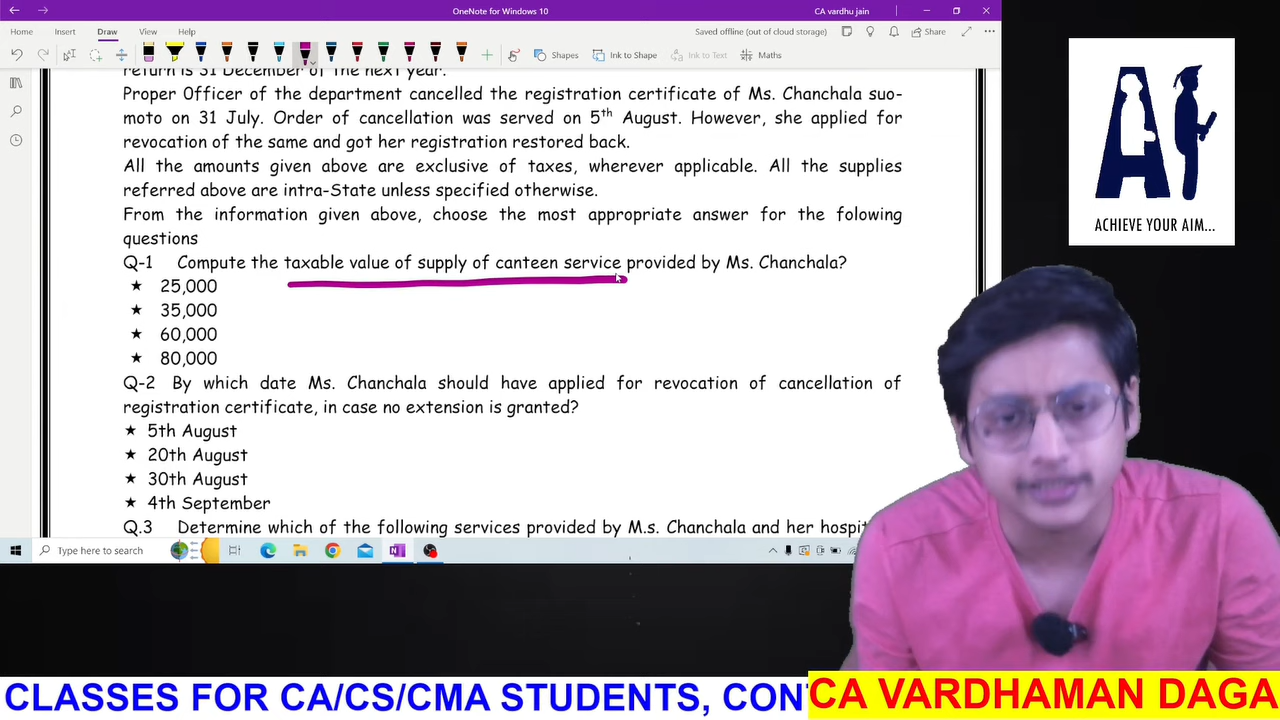 OneNote for Windows 10
CA vardhu jain
Home Insert Draw View Help
Saved offline (out of cloud storage)
Share
Shapes
Ink to Shape
Ink to Text
Maths
return is 31 December of the next year.
Proper Officer of the department cancelled the registration certificate of Ms. Chanchala suo-
moto on 31 July. Order of cancellation was served on 5th August. However, she applied for
revocation of the same and got her registration restored back.
All the amounts given above are exclusive of taxes, wherever applicable. All the supplies
referred above are intra-State unless specified otherwise.
From the information given above, choose the most appropriate answer for the folowing
questions
Q-1 Compute the taxable value of supply of canteen service provided by Ms. Chanchala?
★ 25,000
★ 35,000
★ 60,000
★ 80,000
Q-2 By which date Ms. Chanchala should have applied for revocation of cancellation of
registration certificate, in case no extension is granted?
★ 5th August
★ 20th August
★ 30th August
★ 4th September
Q.3 Determine which of the following services provided by M.s. Chanchala and her
Type here to search
ACHIEVE YOUR AIM...
CLASSES FOR CA/CS/CMA STUDENTS,
CA VARDHAMAN DAGA